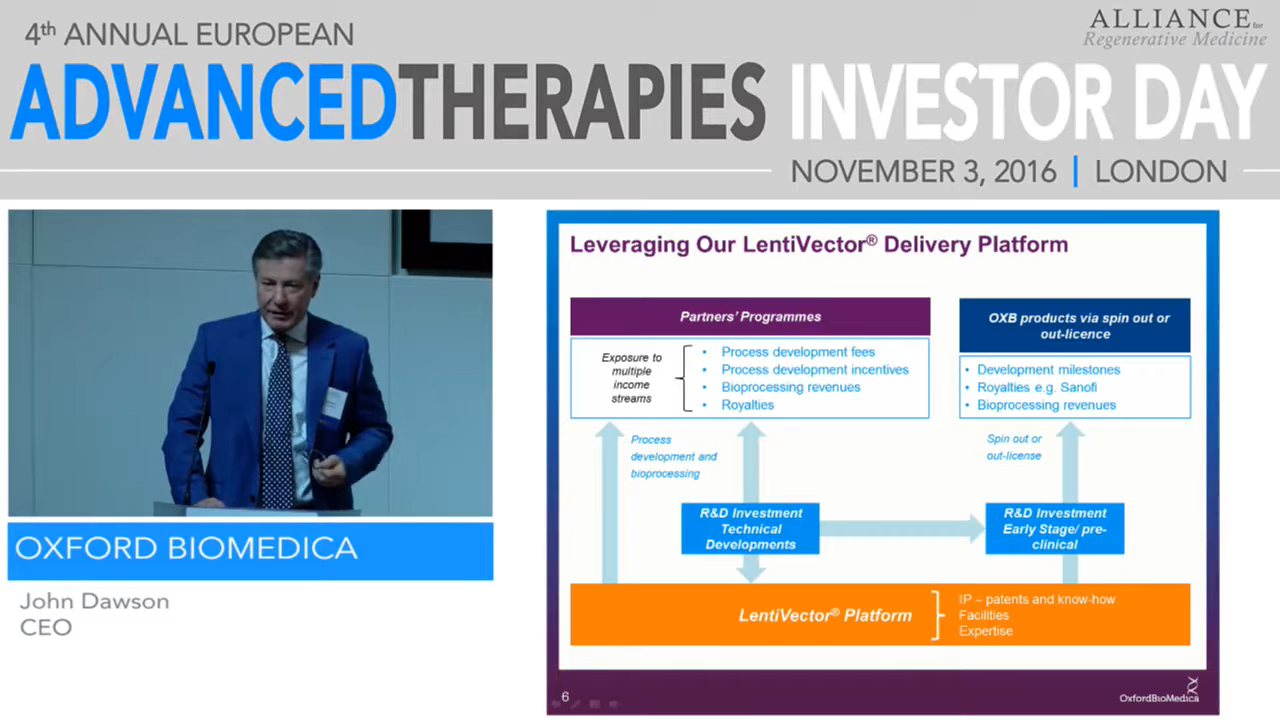 4th ANNUAL EUROPEAN
ALLIANCE for
Regenerative Medicine
ADVANCEDTHERAPIES INVESTOR DAY
NOVEMBER 3, 2016 | LONDON
OXFORD BIOMEDICA
John Dawson
CEO
Leveraging Our LentiVector® Delivery Platform
Partners' Programmes
Exposure to
multiple
income
streams
• Process development fees
• Process development incentives
• Bioprocessing revenues
• Royalties
OXB products via spin out or
out-licence
• Development milestones
• Royalties e.g. Sanofi
• Bioprocessing revenues
Process
development and
bioprocessing
Spin out or
out-license
R&D Investment
Technical
Developments
R&D Investment
Early Stage/ pre-
clinical
LentiVector® Platform
IP – patents and know-how
Facilities
Expertise
6
OxfordBioMedica